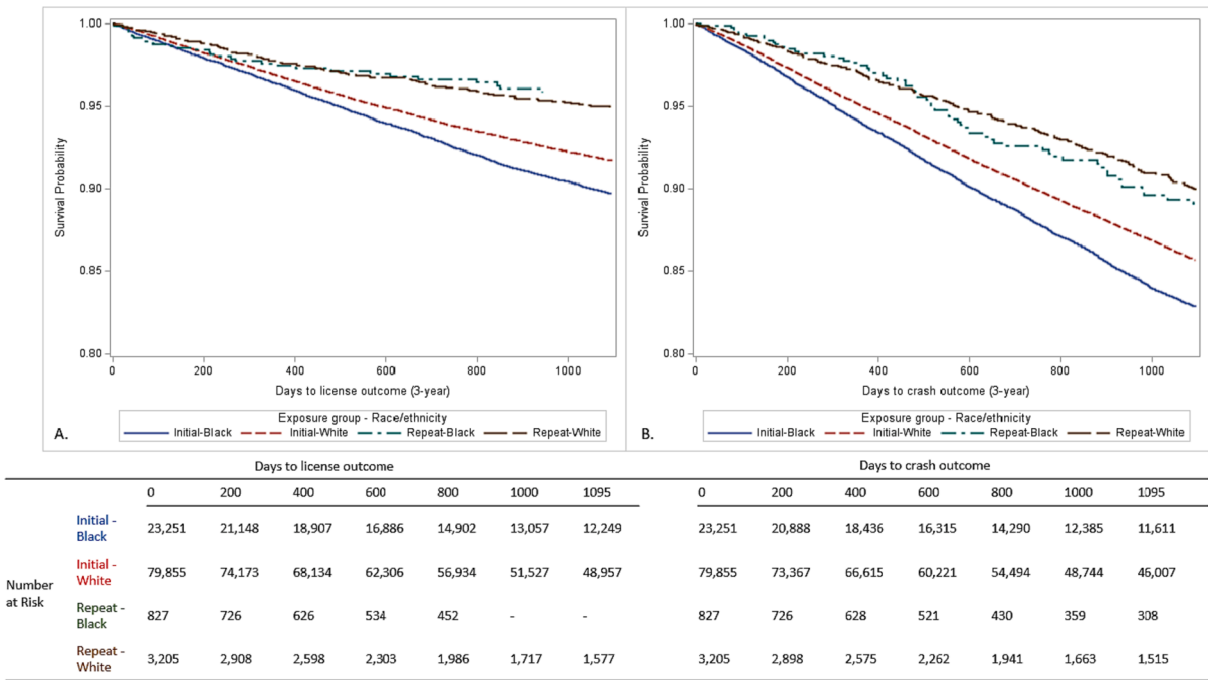 1.00
0.95
0.90
0.85
0.80
Survival Probability
0 200 400 600 800 1000
Days to license outcome (3-year)
Exposure group - Race/ethnicity
Initial-Black Initial-White Repeat-Black Repeat-White
A.
1.00
0.95
0.90
0.85
0.80
Survival Probability
0 200 400 600 800 1000
Days to crash outcome (3-year)
Exposure group - Race/ethnicity
Initial-Black Initial-White Repeat-Black Repeat-White
B.
Days to license outcome Days to crash outcome
0 200 400 600 800 1000 1095 0 200 400 600 800 1000 1095
Number
at Risk
Initial -
Black
23,251 21,148 18,907 16,886 14,902 13,057 12,249 23,251 20,888 18,436 16,315 14,290 12,385 11,611
Initial -
White
79,855 74,173 68,134 62,306 56,934 51,527 48,957 79,855 73,367 66,615 60,221 54,494 48,744 46,007
Repeat -
Black
827 726 626 534 452 - - 827 726 628 521 430 359 308
Repeat -
White
3,205 2,908 2,598 2,303 1,986 1,717 1,577 3,205 2,898 2,575 2,262 1,941 1,663 1,515